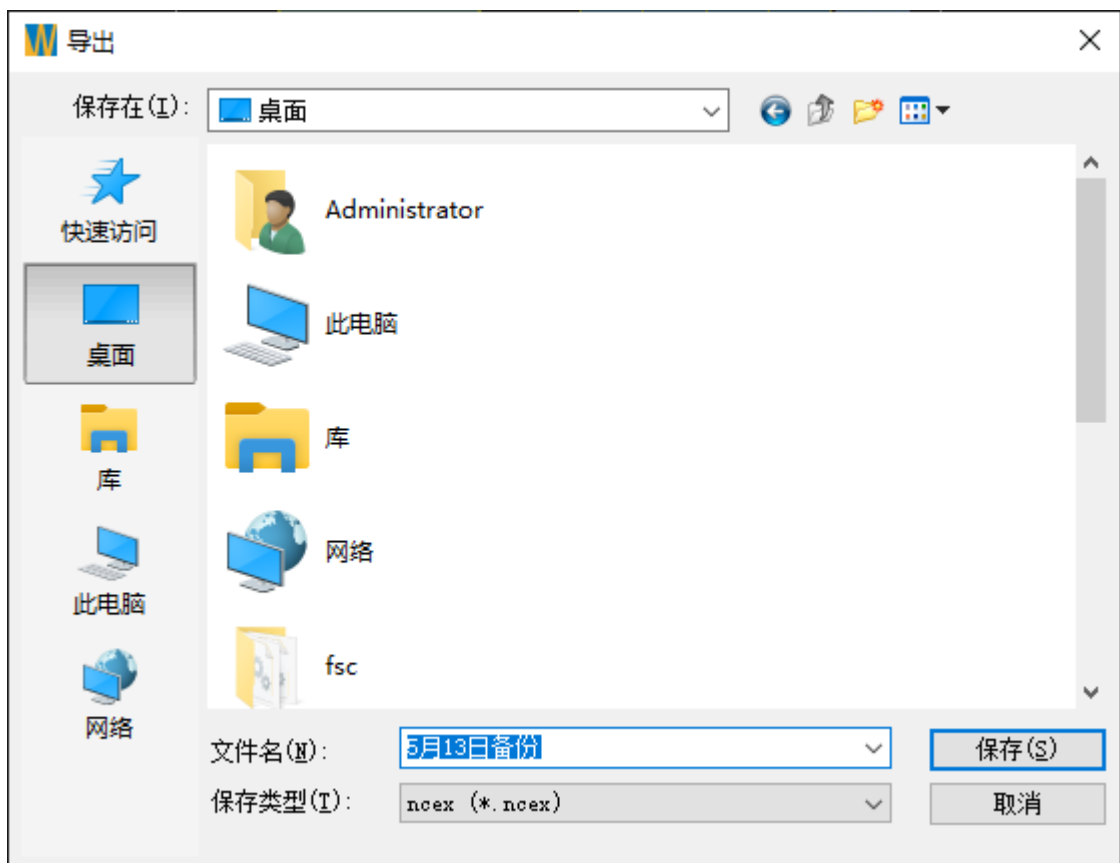 导出
保存在(I):
桌面
快速访问
桌面
库
此电脑
网络
Administrator
此电脑
库
网络
fsc
文件名(N):
5月13日备份
保存(S)
保存类型(T):
ncex (*.ncex)
取消